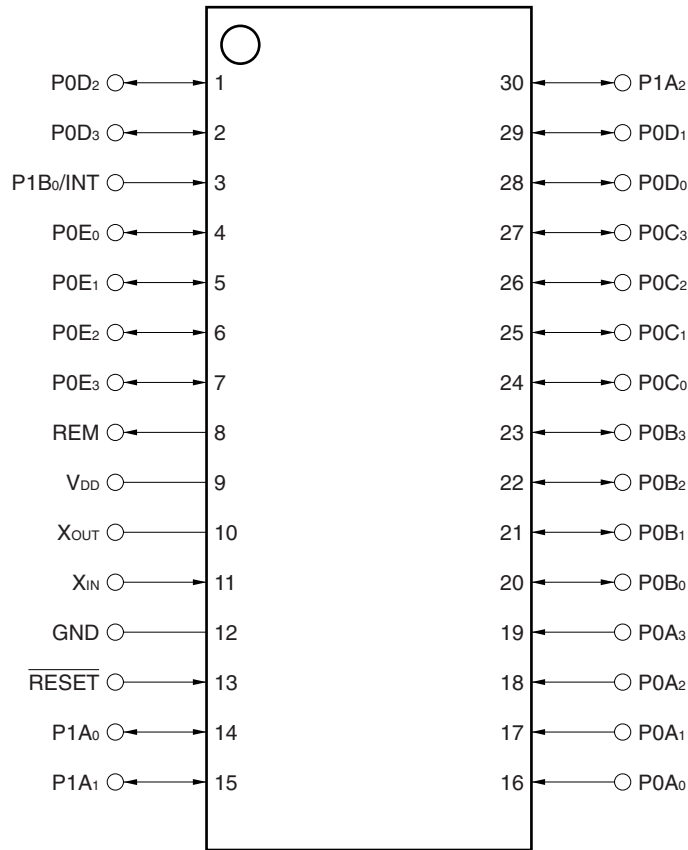 P0D₂ 1 30 P1A₂
P0D₃ 2 29 P0D₁
P1B₀/INT 3 28 P0D₀
P0E₀ 4 27 P0C₃
P0E₁ 5 26 P0C₂
P0E₂ 6 25 P0C₁
P0E₃ 7 24 P0C₀
REM 8 23 P0B₃
VDD 9 22 P0B₂
XOUT 10 21 P0B₁
XIN 11 20 P0B₀
GND 12 19 P0A₃
RESET 13 18 P0A₂
P1A₀ 14 17 P0A₁
P1A₁ 15 16 P0A₀